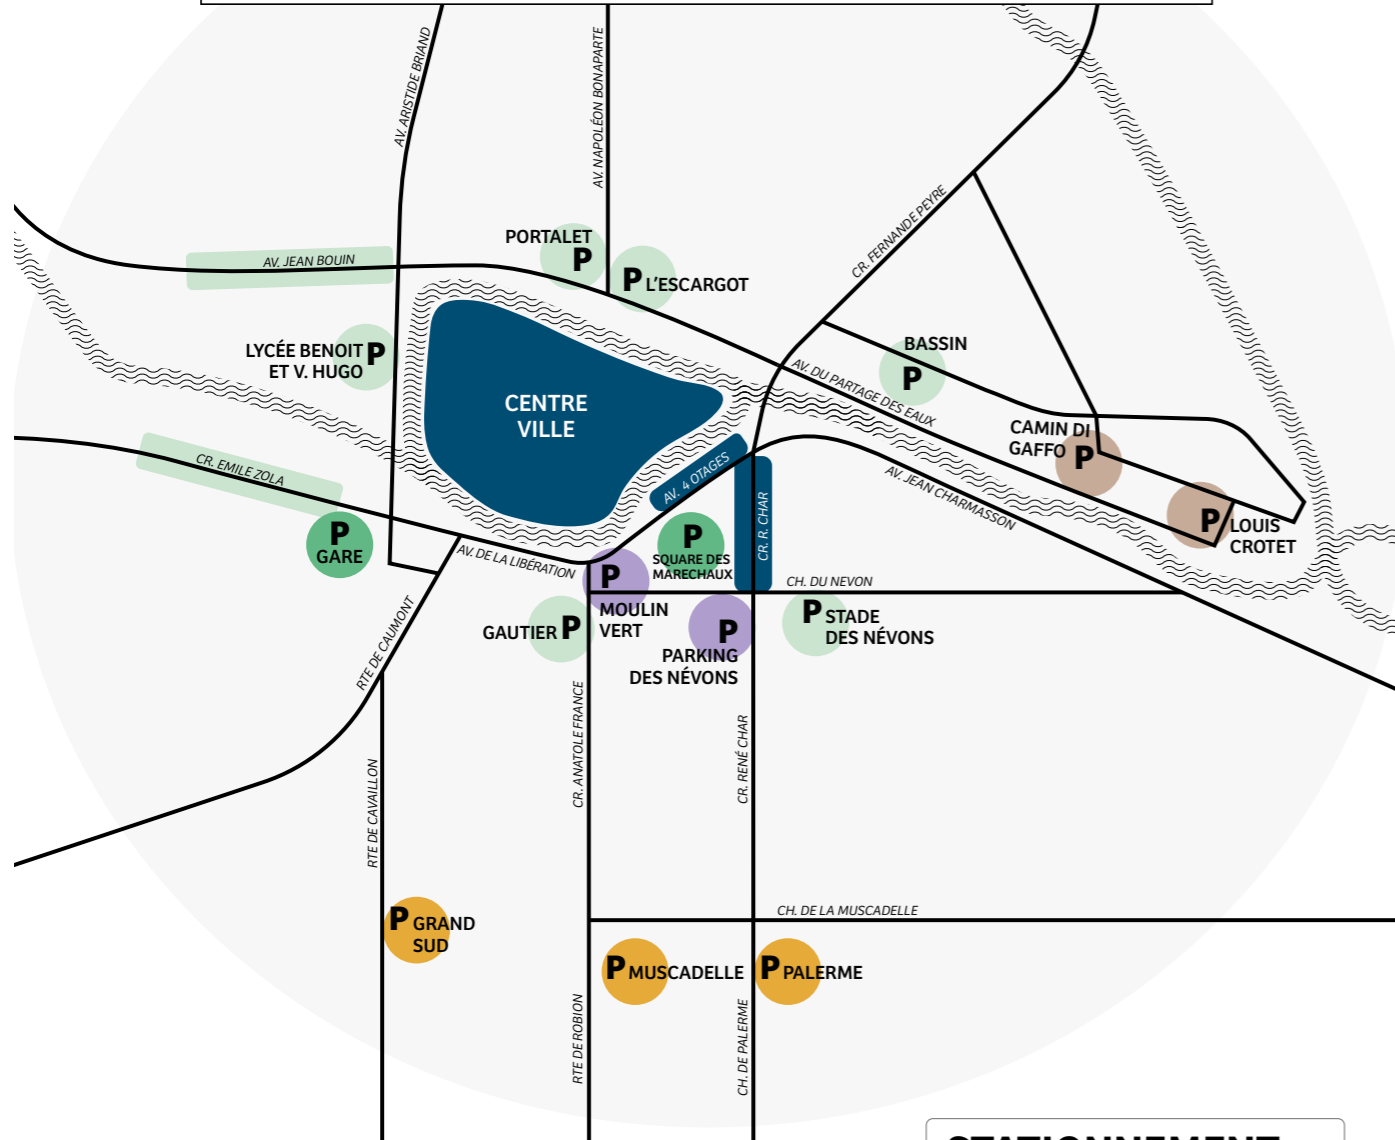 AV. ARISTIDE BRIAND
AV. NAPOLÉON BONAPARTE
CR. FERNANDE PEYRE
PORTALET
P
AV. JEAN BOUIN
P
L'ESCARGOT
LYCÉE BENOIT
ET V. HUGO
P
BASSIN
P
AV. DU PARTAGE DES EAUX
CENTRE
VILLE
CAMIN DI
GAFFO
P
CR. EMILE ZOLA
AV. 4 OTAGES
CR. R. CHAR
AV. JEAN CHARMASSON
P
LOUIS
CROTET
P
GARE
AV. DE LA LIBÉRATION
P
SQUARE DES
MARECHAUX
P
MOULIN
VERT
CH. DU NEVON
GAUTIER
P
P
PARKING
DES NÉVONS
P
STADE
DES NÉVONS
RTE DE CAUMONT
CR. ANATOLE FRANCE
CR. RENÉ CHAR
RTE DE CAVAILLON
P
GRAND
SUD
CH. DE LA MUSCADELLE
P
MUSCADELLE
P
PALERME
RTE DE ROBION
CH. DE PALERME
STATIONNEMENT